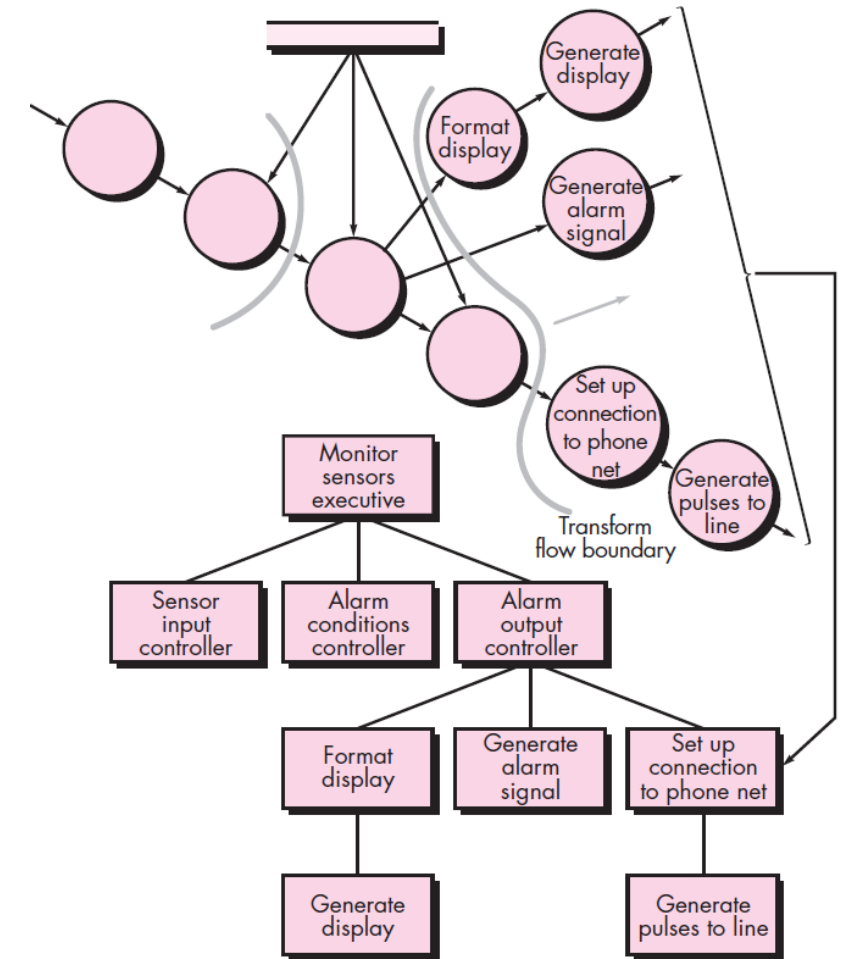 Generate
display
Format
display
Generate
alarm
signal
Set up
connection
to phone
net
Generate
pulses to
line
Transform
flow boundary
Monitor
sensors
executive
Sensor
input
controller
Alarm
conditions
controller
Alarm
output
controller
Format
display
Generate
alarm
signal
Set up
connection
to phone net
Generate
display
Generate
pulses to line